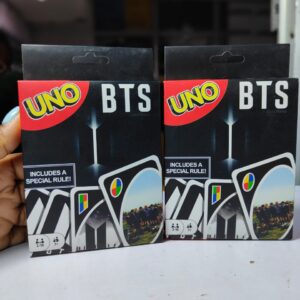 UNO
BTS
INCLUDES A
SPECIAL RULE!
UNO
BTS
INCLUDES A
SPECIAL RULE!